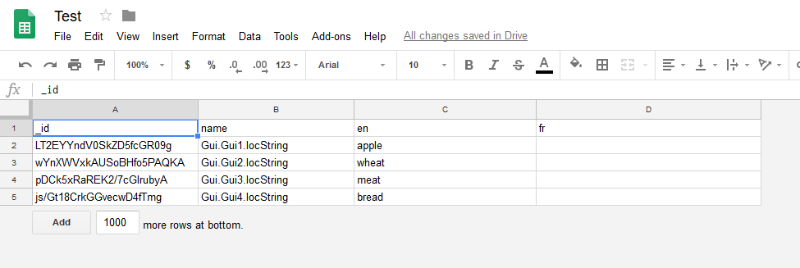 Test
File Edit View Insert Format Data Tools Add-ons Help All changes saved in Drive
100% $ % .0 .00 123 Arial 10 B I S A
fx _id
A B C D
1 _id name en fr
2 LT2EYYndV0SkZD5fcGR09g Gui.Gui1.locString apple
3 wYnXWVxkAUSoBHfo5PAQKA Gui.Gui2.locString wheat
4 pDCk5xRaREK2/7cGlrubyA Gui.Gui3.locString meat
5 js/Gt18CrkGGvecwD4fTmg Gui.Gui4.locString bread
Add 1000 more rows at bottom.